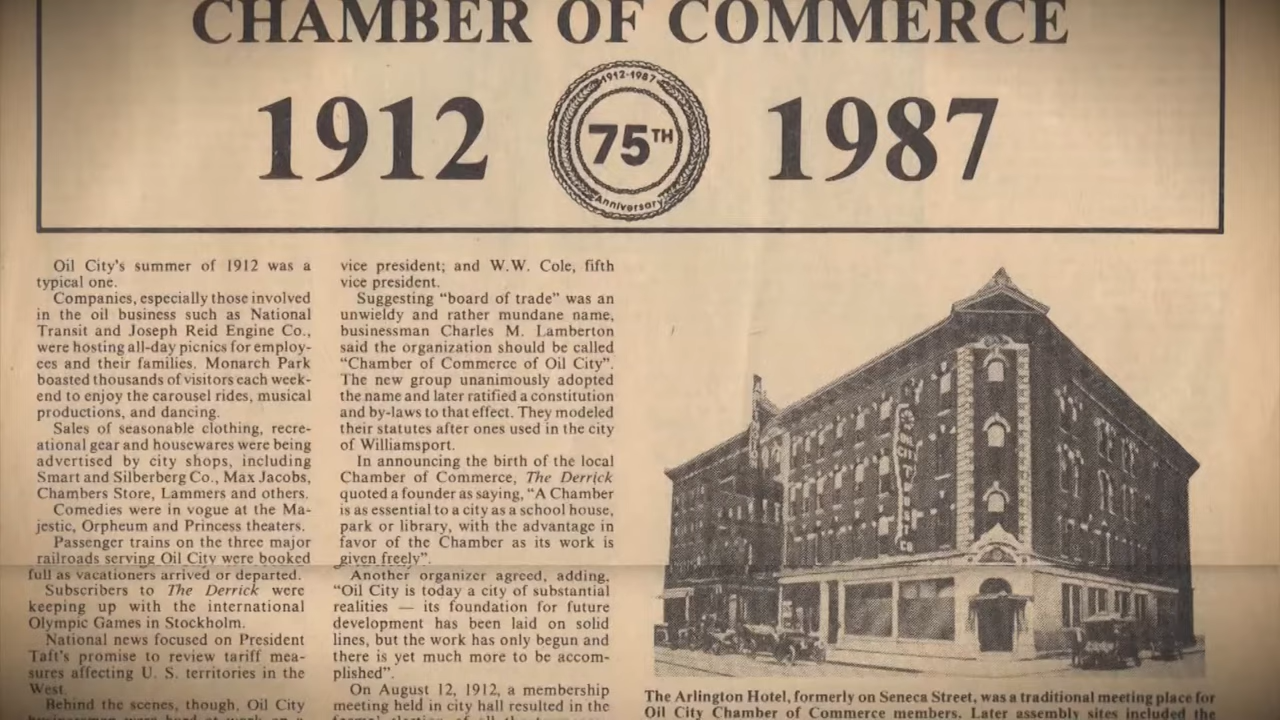 CHAMBER OF COMMERCE
1912
1912-1987
75TH
Anniversary
1987
Oil City's summer of 1912 was a
typical one.
Companies, especially those involved
in the oil business such as National
Transit and Joseph Reid Engine Co.,
were hosting all-day picnics for employ-
ees and their families. Monarch Park
boasted thousands of visitors each week-
end to enjoy the carousel rides, musical
productions, and dancing.
Sales of seasonable clothing, recre-
ational gear and housewares were being
advertised by city shops, including
Smart and Silberberg Co., Max Jacobs,
Chambers Store, Lammers and others.
Comedies were in vogue at the Ma-
jestic, Orpheum and Princess theaters.
Passenger trains on the three major
railroads serving Oil City were booked
full as vacationers arrived or departed.
Subscribers to The Derrick were
keeping up with the international
Olympic Games in Stockholm.
National news focused on President
Taft's promise to review tariff mea-
sures affecting U. S. territories in the
West.
Behind the scenes, though, Oil City
vice president; and W.W. Cole, fifth
vice president.
Suggesting “board of trade” was an
unwieldy and rather mundane name,
businessman Charles M. Lamberton
said the organization should be called
“Chamber of Commerce of Oil City”.
The new group unanimously adopted
the name and later ratified a constitution
and by-laws to that effect. They modeled
their statutes after ones used in the city
of Williamsport.
In announcing the birth of the local
Chamber of Commerce, The Derrick
quoted a founder as saying, “A Chamber
is as essential to a city as a school house,
park or library, with the advantage in
favor of the Chamber as its work is
given freely”.
Another organizer agreed, adding,
“Oil City is today a city of substantial
realities — its foundation for future
development has been laid on solid
lines, but the work has only begun and
there is yet much more to be accom-
plished”.
On August 12, 1912, a membership
meeting held in city hall resulted in the
The Arlington Hotel, formerly on Seneca Street, was a traditional meeting place for
Oil City Chamber of Commerce members. Later assembly sites included the